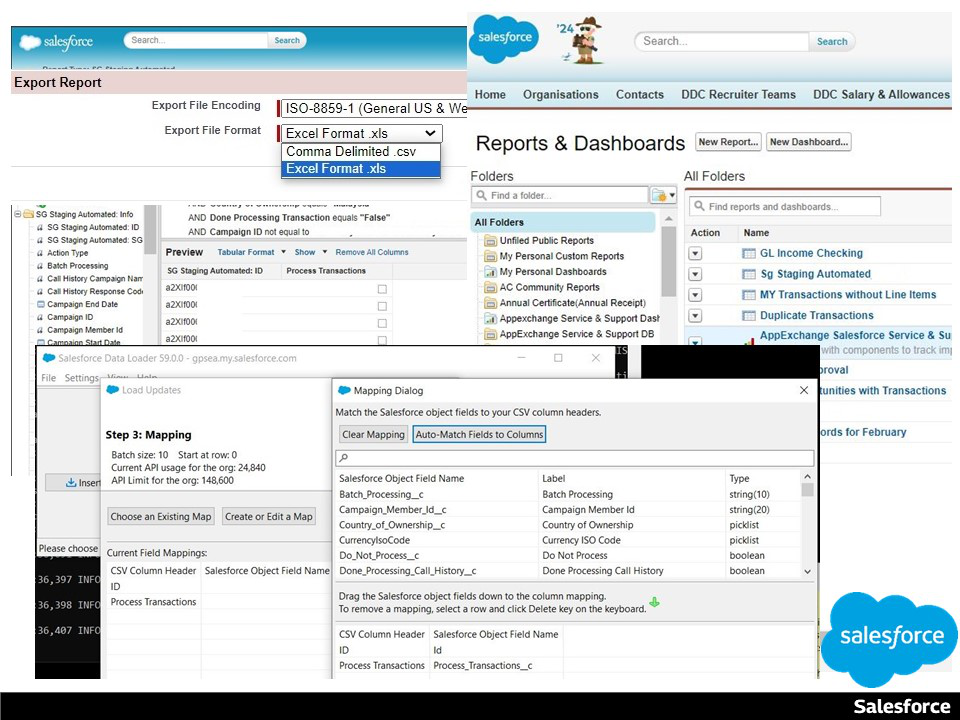 salesforce
Search...
Search
Export Report
Export File Encoding
ISO-8859-1 (General US & We
Export File Format
Excel Format .xls
Comma Delimited .csv
Excel Format .xls
salesforce
'24
Search...
Search
Home Organisations Contacts DDC Recruiter Teams DDC Salary & Allowances
Reports & Dashboards
New Report...
New Dashboard...
Folders
Find a folder...
All Folders
Unfiled Public Reports
My Personal Custom Reports
My Personal Dashboards
AC Community Reports
Annual Certificate(Annual Receipt)
Appexchange Service & Support Dash
AppExchange Service & Support DB
All Folders
Find reports and dashboards...
Action Name
GL Income Checking
Sg Staging Automated
MY Transactions without Line Items
Duplicate Transactions
AppExchange Salesforce Service & Su
with components to track imp
roval
tunities with Transactions
ords for February
SG Staging Automated: Info
SG Staging Automated: ID
SG Staging Automated: SG
Action Type
Batch Processing
Call History Campaign Nam
Call History Response Code
Campaign End Date
Campaign ID
Campaign Member Id
Campaign Start Date
AND Done Processing Transaction equals "False"
AND Campaign ID not equal to
Preview Tabular Format Show Remove All Columns
SG Staging Automated: ID Process Transactions
a2XIf000
a2XIf000
a2XIf000
a2XIf000
Salesforce Data Loader 59.0.0 - gpsea.my.salesforce.com
File Settings View Help
Insert
Please choose
36,397 INFO
36,398 INFO
36,407 INFO
Load Updates
Step 3: Mapping
Batch size: 10 Start at row: 0
Current API usage for the org: 24,840
API Limit for the org: 148,600
Choose an Existing Map
Create or Edit a Map
Current Field Mappings:
CSV Column Header Salesforce Object Field Name
ID
Process Transactions
Mapping Dialog
Match the Salesforce object fields to your CSV column headers.
Clear Mapping
Auto-Match Fields to Columns
Salesforce Object Field Name Label Type
Batch_Processing__c Batch Processing string(10)
Campaign_Member_Id__c Campaign Member Id string(20)
Country_of_Ownership__c Country of Ownership picklist
CurrencyIsoCode Currency ISO Code picklist
Do_Not_Process__c Do Not Process boolean
Done_Processing_Call_History__c Done Processing Call History boolean
Drag the Salesforce object fields down to the column mapping.
To remove a mapping, select a row and click Delete key on the keyboard.
CSV Column Header Salesforce Object Field Name
ID Id
Process Transactions Process_Transactions__c
salesforce
Salesforce